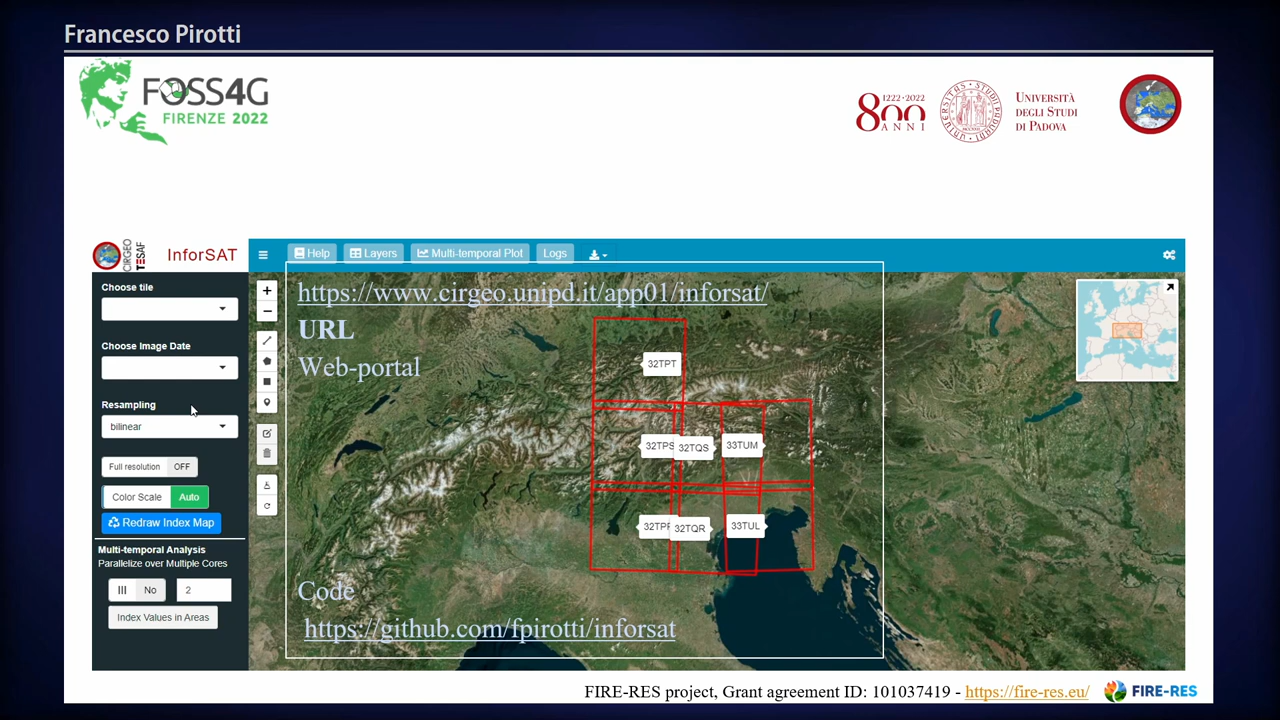 Francesco Pirotti
FOSS4G
FIRENZE 2022
1222·2022
800
ANNI
UNIVERSITÀ
DEGLI STUDI
DI PADOVA
CIRGEO
TESAF
InforSAT
Help
Layers
Multi-temporal Plot
Logs
Choose tile
Choose Image Date
Resampling
bilinear
Full resolution OFF
Color Scale Auto
Redraw Index Map
Multi-temporal Analysis
Parallelize over Multiple Cores
No 2
Index Values in Areas
+
−
https://www.cirgeo.unipd.it/app01/inforsat/
URL
Web-portal
32TPT
32TPS 32TQS 33TUM
32TQR 33TUL
Code
https://github.com/fpirotti/inforsat
FIRE-RES project, Grant agreement ID: 101037419 - https://fire-res.eu/ FIRE-RES